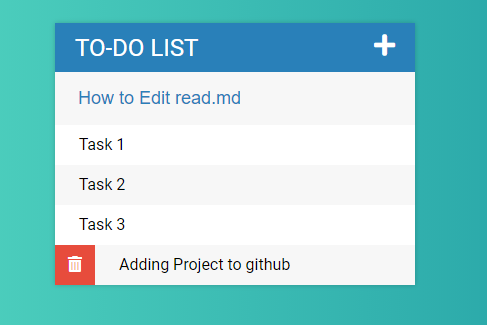 TO-DO LIST
How to Edit read.md
Task 1
Task 2
Task 3
Adding Project to github